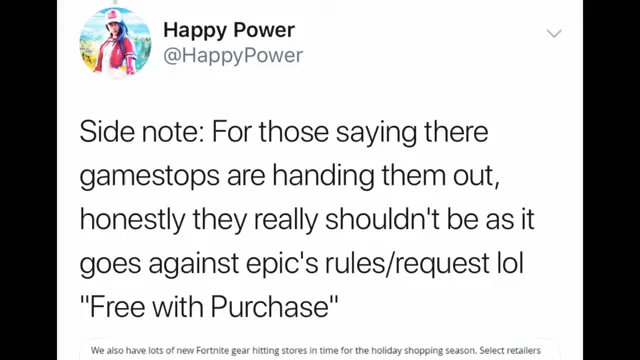 Happy Power
@HappyPower
Side note: For those saying there
gamestops are handing them out,
honestly they really shouldn't be as it
goes against epic's rules/request lol
"Free with Purchase"
We also have lots of new Fortnite gear hitting stores in time for the holiday shopping season. Select retailers